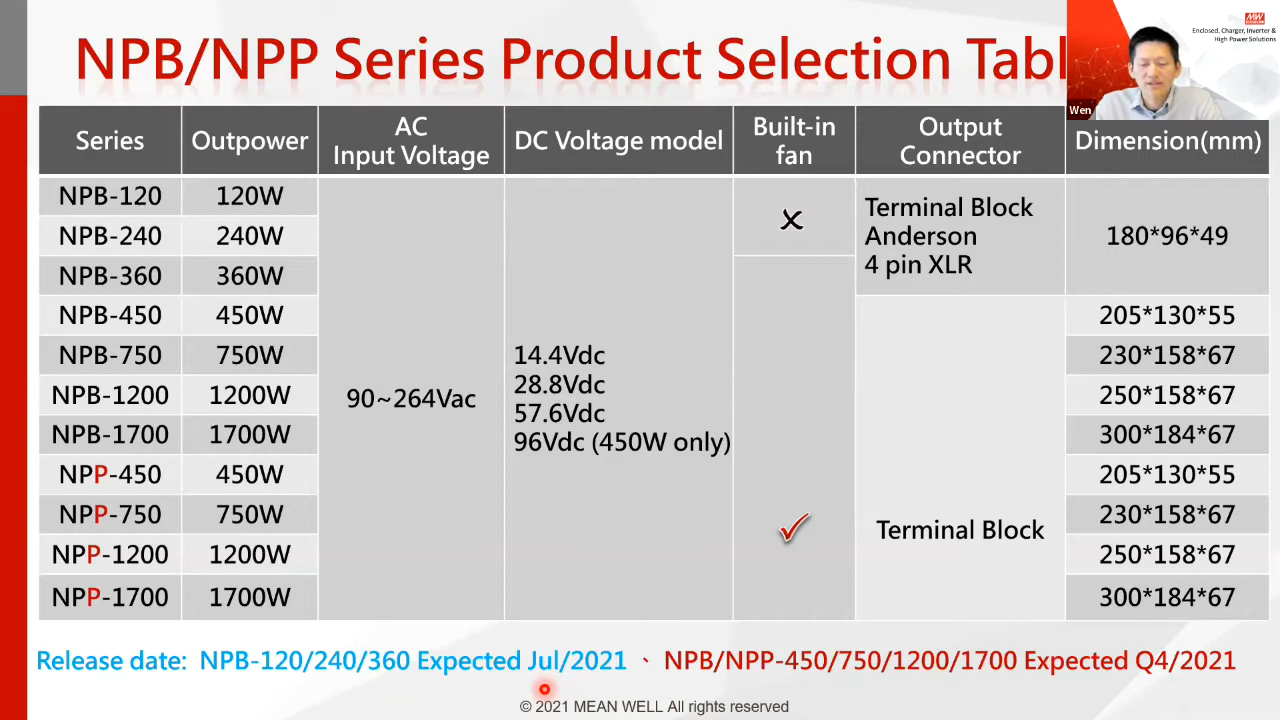 NPB/NPP Series Product Selection Tabl
MW
Enclosed, Charger, Inverter &
High Power Solutions
Wen
Series
Outpower
AC
Input Voltage
DC Voltage model
Built-in
fan
Output
Connector
Dimension(mm)
NPB-120
120W
NPB-240
240W
NPB-360
360W
NPB-450
450W
NPB-750
750W
NPB-1200
1200W
NPB-1700
1700W
NPP-450
450W
NPP-750
750W
NPP-1200
1200W
NPP-1700
1700W
90~264Vac
14.4Vdc
28.8Vdc
57.6Vdc
96Vdc (450W only)
Terminal Block
Anderson
4 pin XLR
Terminal Block
180*96*49
205*130*55
230*158*67
250*158*67
300*184*67
205*130*55
230*158*67
250*158*67
300*184*67
Release date: NPB-120/240/360 Expected Jul/2021 、 NPB/NPP-450/750/1200/1700 Expected Q4/2021
© 2021 MEAN WELL All rights reserved